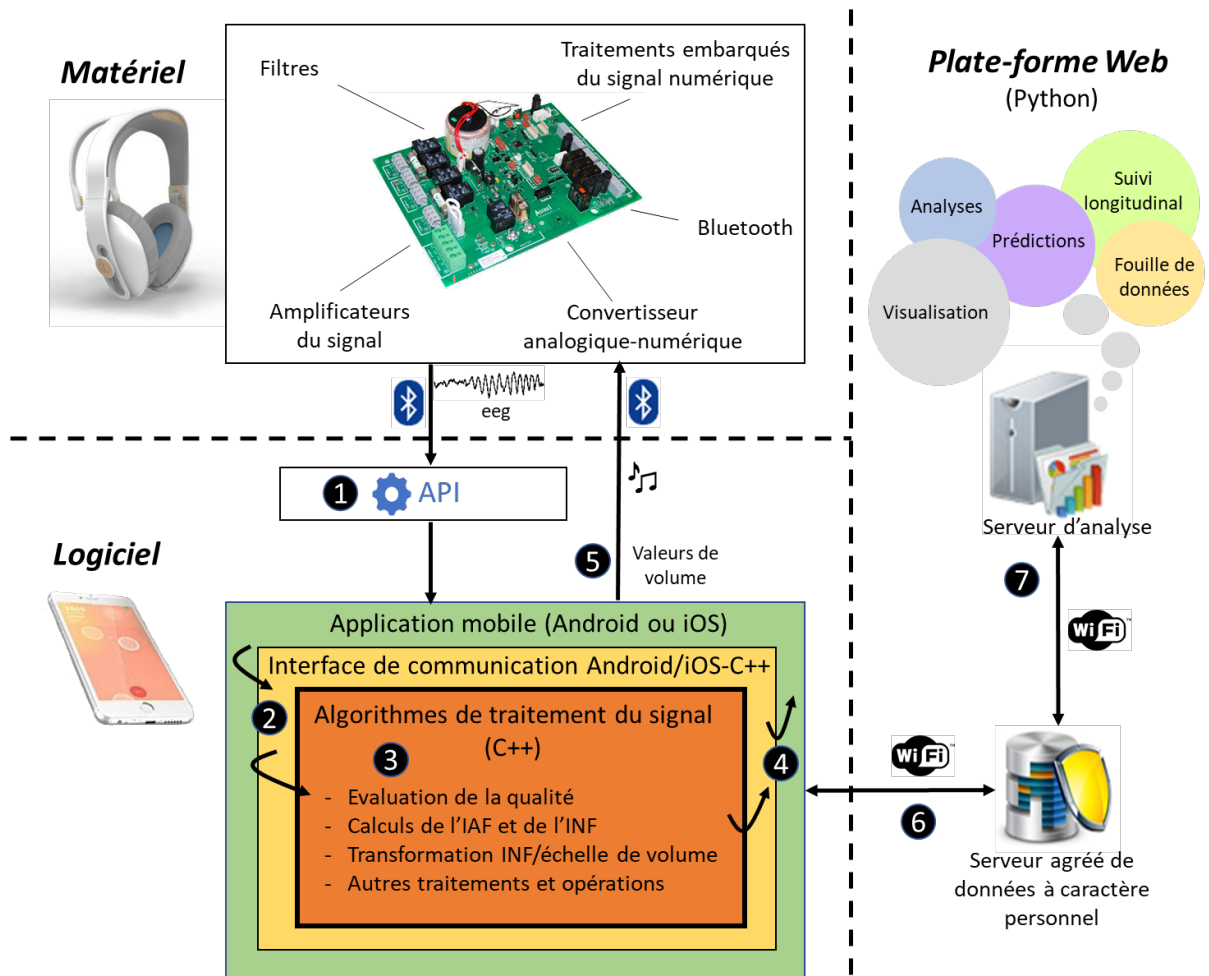 Matériel
Filtres
Traitements embarqués
du signal numérique
Bluetooth
Amplificateurs
du signal
Convertisseur
analogique-numérique
eeg
1
API
Logiciel
5
Valeurs de
volume
Application mobile (Android ou iOS)
Interface de communication Android/iOS-C++
2
Algorithmes de traitement du signal
(C++)
3
4
- Evaluation de la qualité
- Calculs de l'IAF et de l'INF
- Transformation INF/échelle de volume
- Autres traitements et opérations
Plate-forme Web
(Python)
Analyses
Prédictions
Suivi
longitudinal
Fouille de
données
Visualisation
Serveur d'analyse
7
WiFi
WiFi
6
Serveur agréé de
données à caractère
personnel